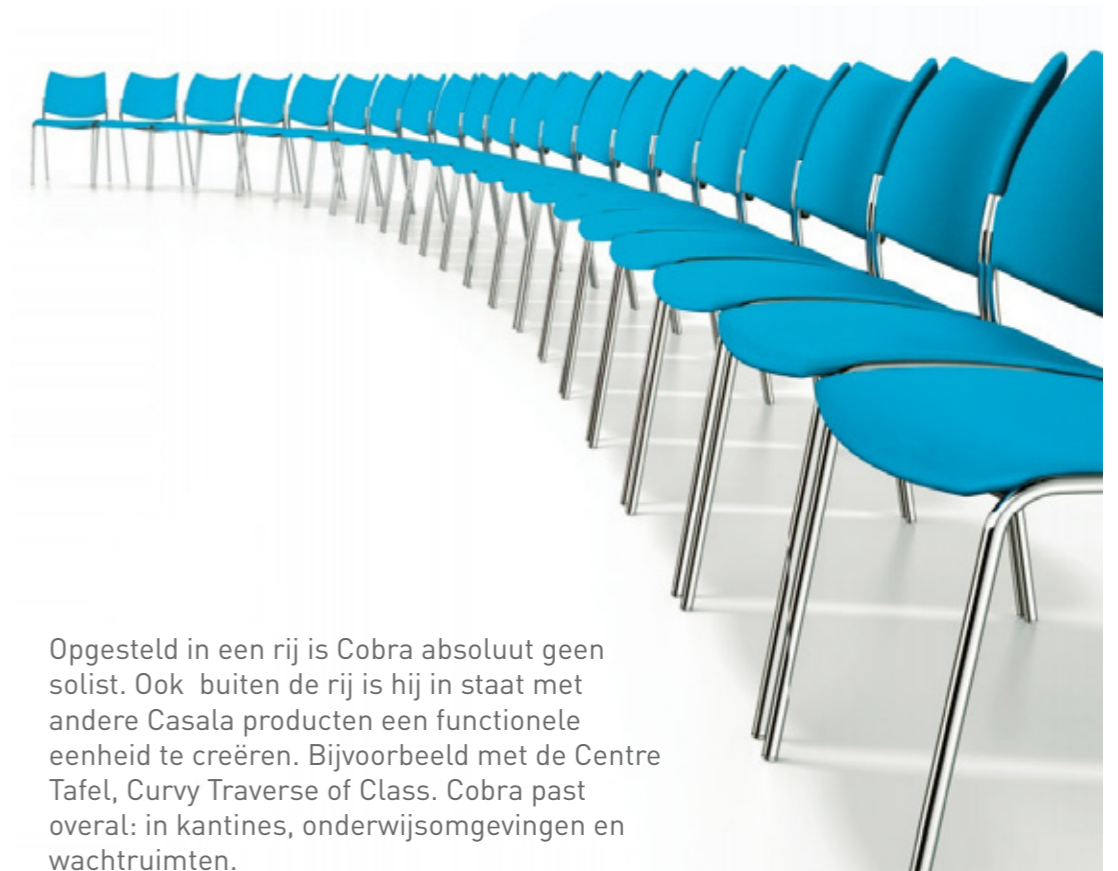 Opgesteld in een rij is Cobra absoluut geen
solist. Ook  buiten de rij is hij in staat met
andere Casala producten een functionele
eenheid te creëren. Bijvoorbeeld met de Centre
Tafel, Curvy Traverse of Class. Cobra past
overal: in kantines, onderwijsomgevingen en
wachtruimten.